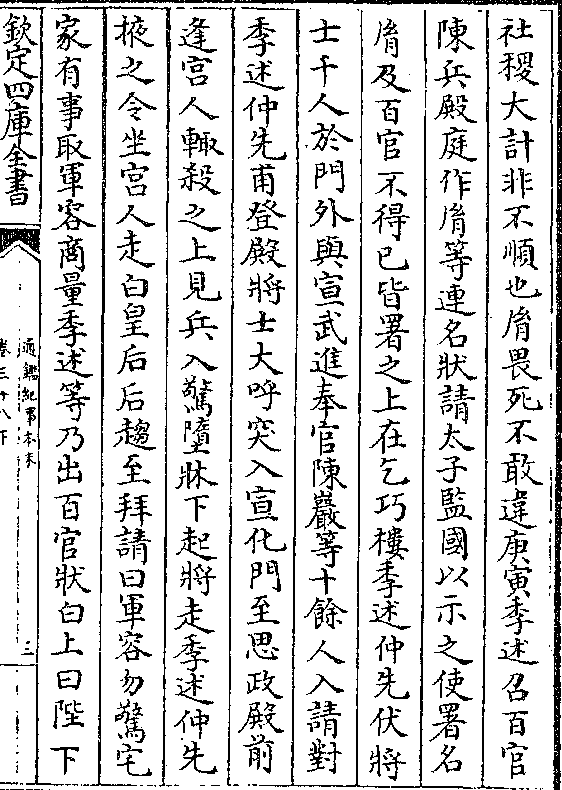 社稷大計非不順也胤畏死不敢違庚寅季述召百官
陳兵殿庭作胤等連名狀請太子監國以示之使署名
胤及百官不得已皆署之上在乞巧樓季述仲先伏將
士千人於門外與宣武進奉官陳巖等十餘人入請對
季述仲先甫登殿將士大呼突入宣化門至思政殿前
逢宫人輙殺之上見兵入驚墮牀下起將走季述仲先
掖之令坐宫人走白皇后后趨至拜請曰軍容勿驚宅
家有事取軍容商量季述等乃出百官狀白上曰陛下
欽定四庫全書
通鑑紀事本末
卷三十八下
三